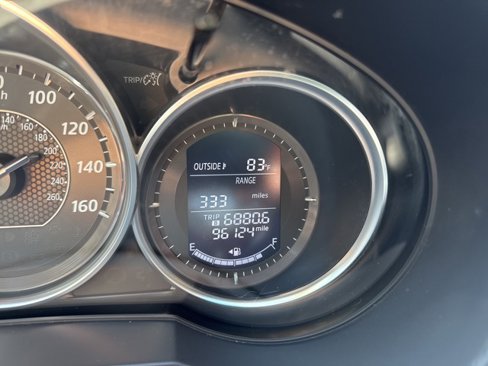 TRIP/
100
120
140
160
140
160
180
200
220
240
260
OUTSIDE 83°F
RANGE
333 miles
TRIP B 6880.6
96124 mile
E F